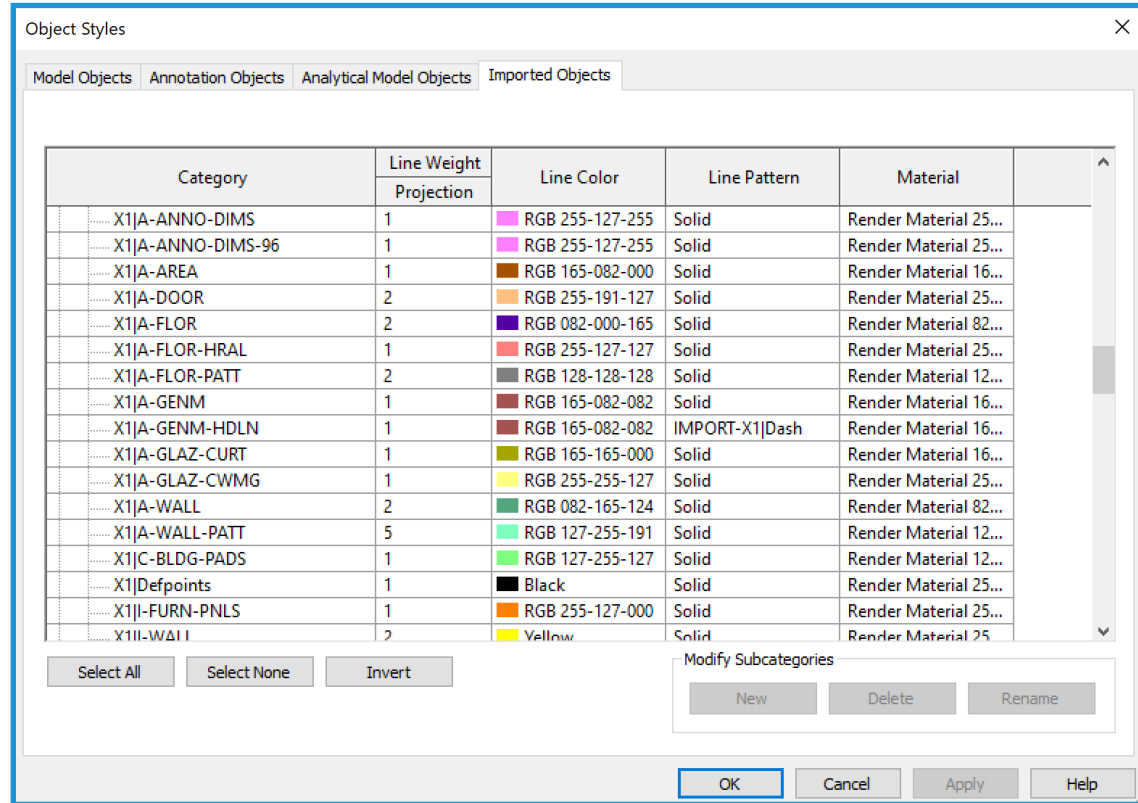 Object Styles
Model Objects Annotation Objects Analytical Model Objects Imported Objects
Category Line Weight Line Color Line Pattern Material
Projection
X1|A-ANNO-DIMS 1 RGB 255-127-255 Solid Render Material 25...
X1|A-ANNO-DIMS-96 1 RGB 255-127-255 Solid Render Material 25...
X1|A-AREA 1 RGB 165-082-000 Solid Render Material 16...
X1|A-DOOR 2 RGB 255-191-127 Solid Render Material 25...
X1|A-FLOR 2 RGB 082-000-165 Solid Render Material 82...
X1|A-FLOR-HRAL 1 RGB 255-127-127 Solid Render Material 25...
X1|A-FLOR-PATT 2 RGB 128-128-128 Solid Render Material 12...
X1|A-GENM 1 RGB 165-082-082 Solid Render Material 16...
X1|A-GENM-HDLN 1 RGB 165-082-082 IMPORT-X1|Dash Render Material 16...
X1|A-GLAZ-CURT 1 RGB 165-165-000 Solid Render Material 16...
X1|A-GLAZ-CWMG 1 RGB 255-255-127 Solid Render Material 25...
X1|A-WALL 2 RGB 082-165-124 Solid Render Material 82...
X1|A-WALL-PATT 5 RGB 127-255-191 Solid Render Material 12...
X1|C-BLDG-PADS 1 RGB 127-255-127 Solid Render Material 12...
X1|Defpoints 1 Black Solid Render Material 25...
X1|I-FURN-PNLS 1 RGB 255-127-000 Solid Render Material 25...
X1|I-WALL 2 Yellow Solid Render Material 25
Select All Select None Invert Modify Subcategories
New Delete Rename
OK Cancel Apply Help